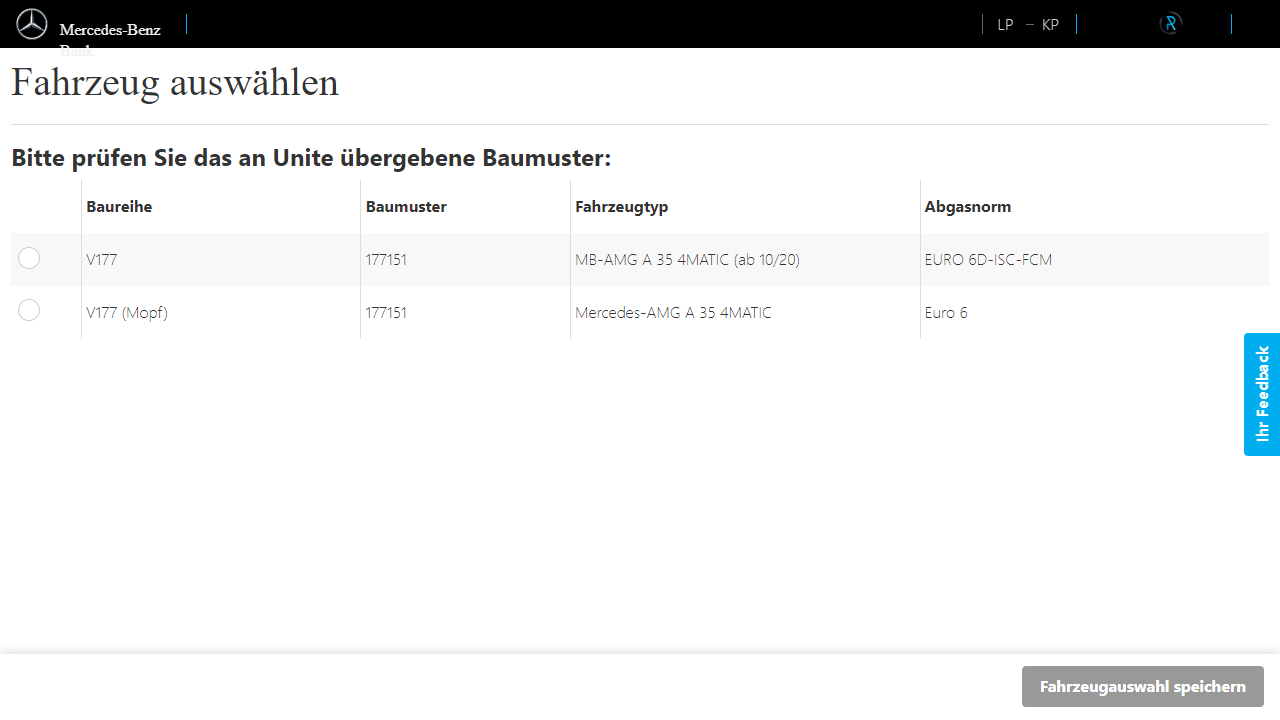 Mercedes-Benz
LP – KP
Fahrzeug auswählen
Bitte prüfen Sie das an Unite übergebene Baumuster:
Baureihe Baumuster Fahrzeugtyp Abgasnorm
V177 177151 MB-AMG A 35 4MATIC (ab 10/20) EURO 6D-ISC-FCM
V177 (Mopf) 177151 Mercedes-AMG A 35 4MATIC Euro 6
Ihr Feedback
Fahrzeugauswahl speichern